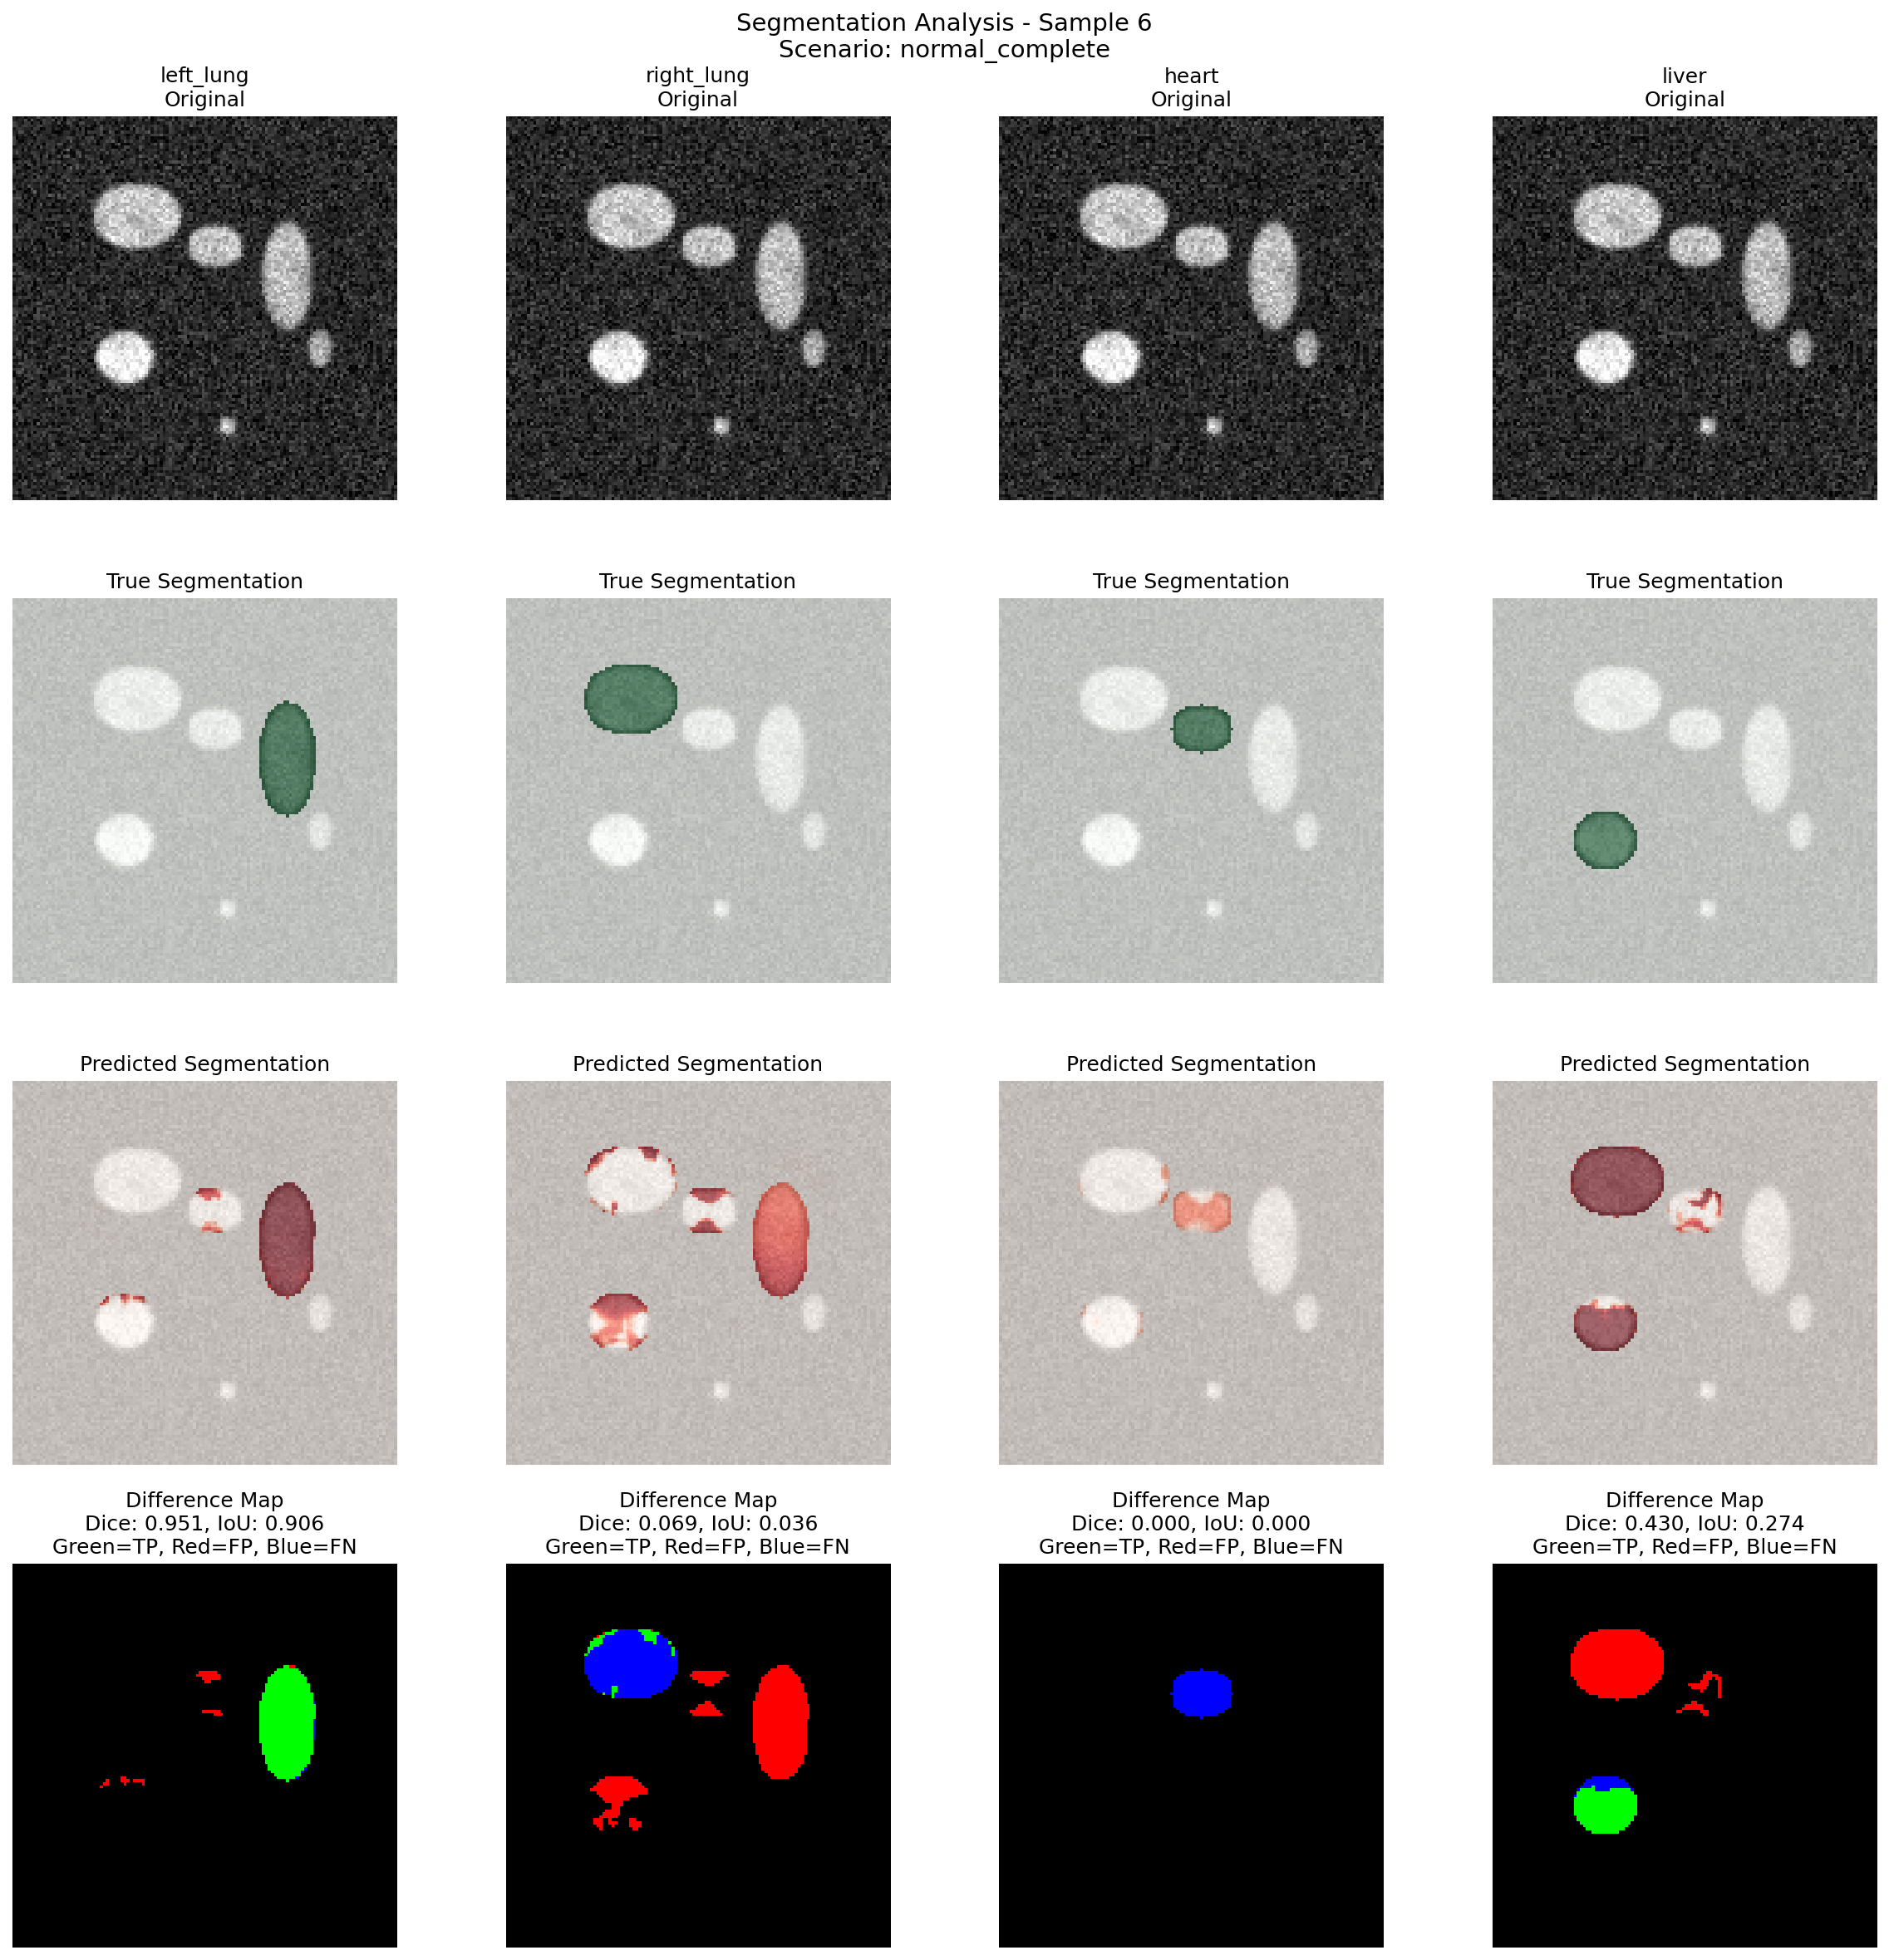 Segmentation Analysis - Sample 6
Scenario: normal_complete
left_lung
Original
right_lung
Original
heart
Original
liver
Original
True Segmentation
True Segmentation
True Segmentation
True Segmentation
Predicted Segmentation
Predicted Segmentation
Predicted Segmentation
Predicted Segmentation
Difference Map
Dice: 0.951, IoU: 0.906
Green=TP, Red=FP, Blue=FN
Difference Map
Dice: 0.069, IoU: 0.036
Green=TP, Red=FP, Blue=FN
Difference Map
Dice: 0.000, IoU: 0.000
Green=TP, Red=FP, Blue=FN
Difference Map
Dice: 0.430, IoU: 0.274
Green=TP, Red=FP, Blue=FN